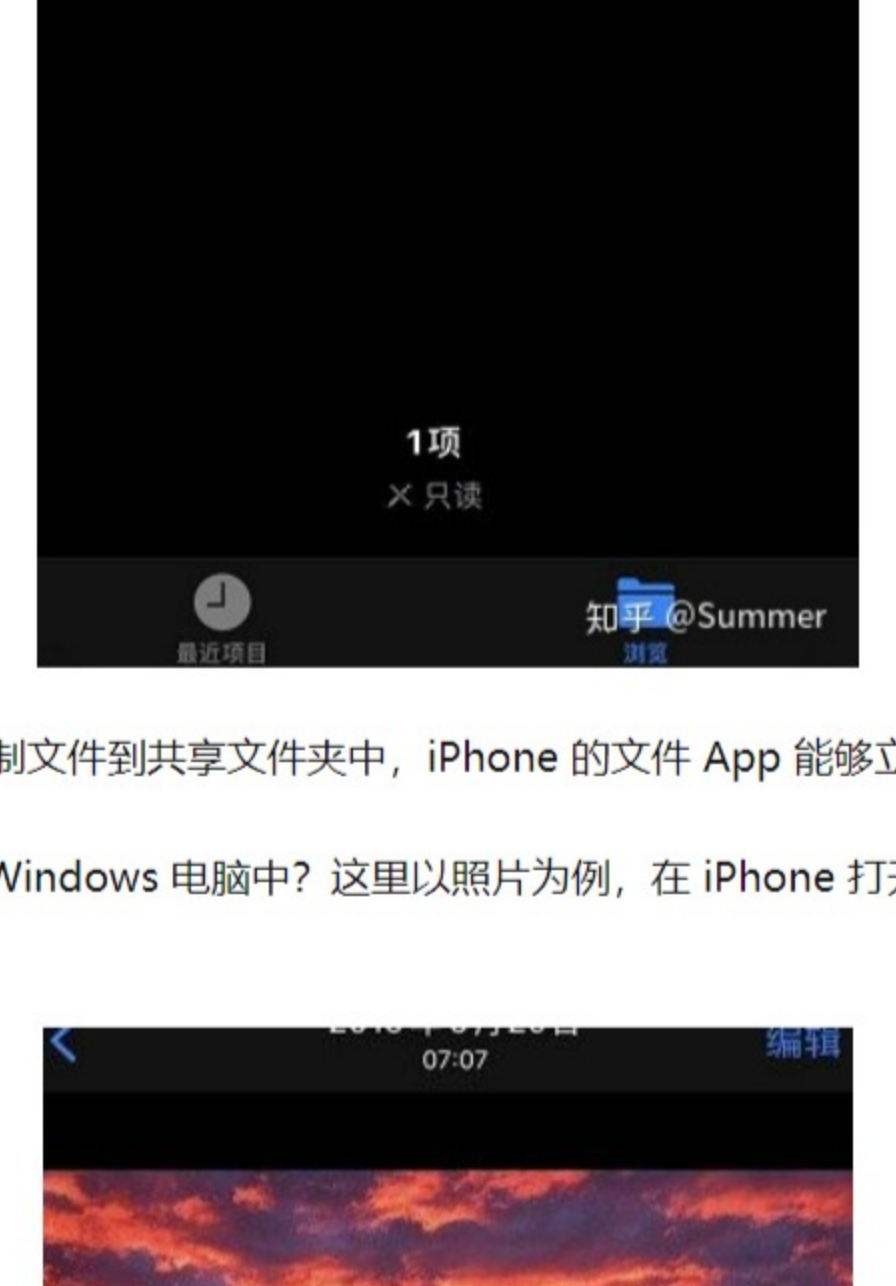 1项
× 只读
知乎 @Summer
最近项目
浏览
制文件到共享文件夹中，iPhone 的文件 App 能够立
Windows 电脑中？这里以照片为例，在 iPhone 打开
07:07
编辑